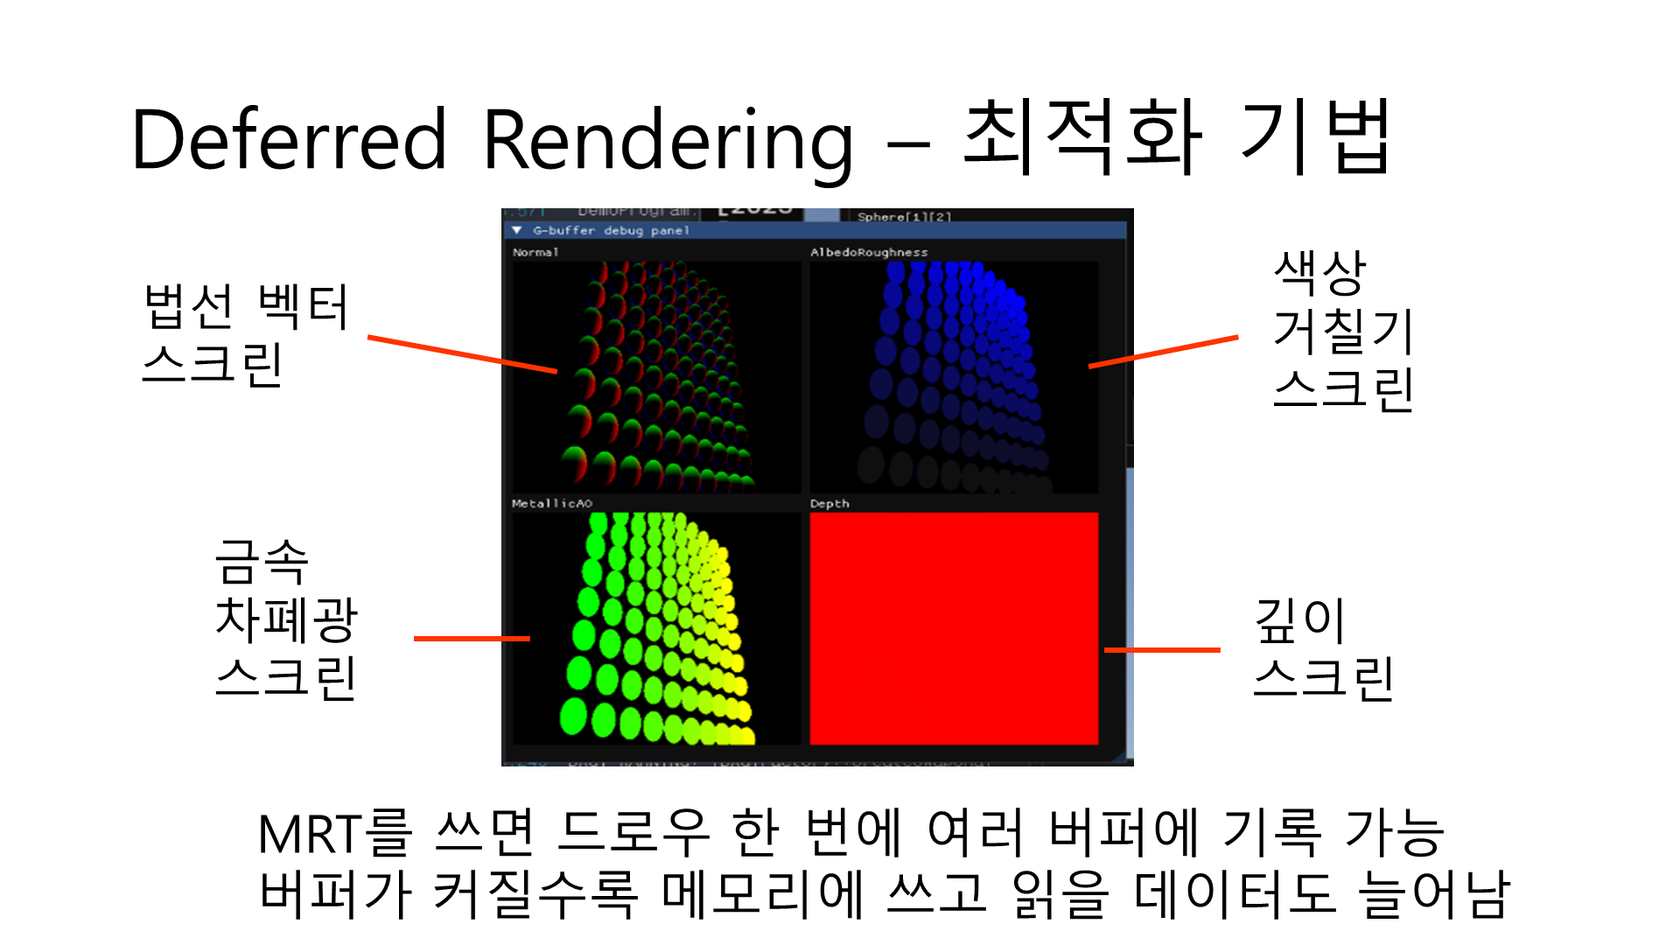 Deferred Rendering – 최적화 기법
DemoProgram.
Sphere[1][2]
G-buffer debug panel
Normal
AlbedoRoughness
법선 벡터
스크린
색상
거칠기
스크린
MetallicAO
Depth
금속
차폐광
스크린
깊이
스크린
MRT를 쓰면 드로우 한 번에 여러 버퍼에 기록 가능
버퍼가 커질수록 메모리에 쓰고 읽을 데이터도 늘어남